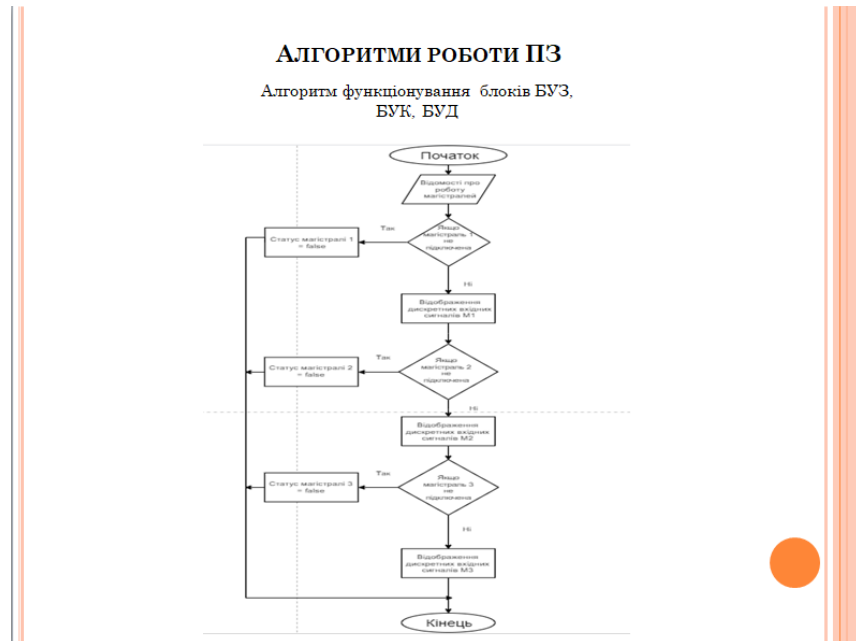 АЛГОРИТМИ РОБОТИ ПЗ
Алгоритм функціонування блоків БУЗ,
БУК, БУД
Початок
Відомості про
роботу
магістралей
Якщо
магістраль 1
не
підключена
Так
Статус магістралі 1
= false
Ні
Відображення
дискретних вхідних
сигналів М1
Якщо
магістраль 2
не
підключена
Так
Статус магістралі 2
= false
Ні
Відображення
дискретних вхідних
сигналів М2
Якщо
магістраль 3
не
підключена
Так
Статус магістралі 3
= false
Ні
Відображення
дискретних вхідних
сигналів М3
Кінець